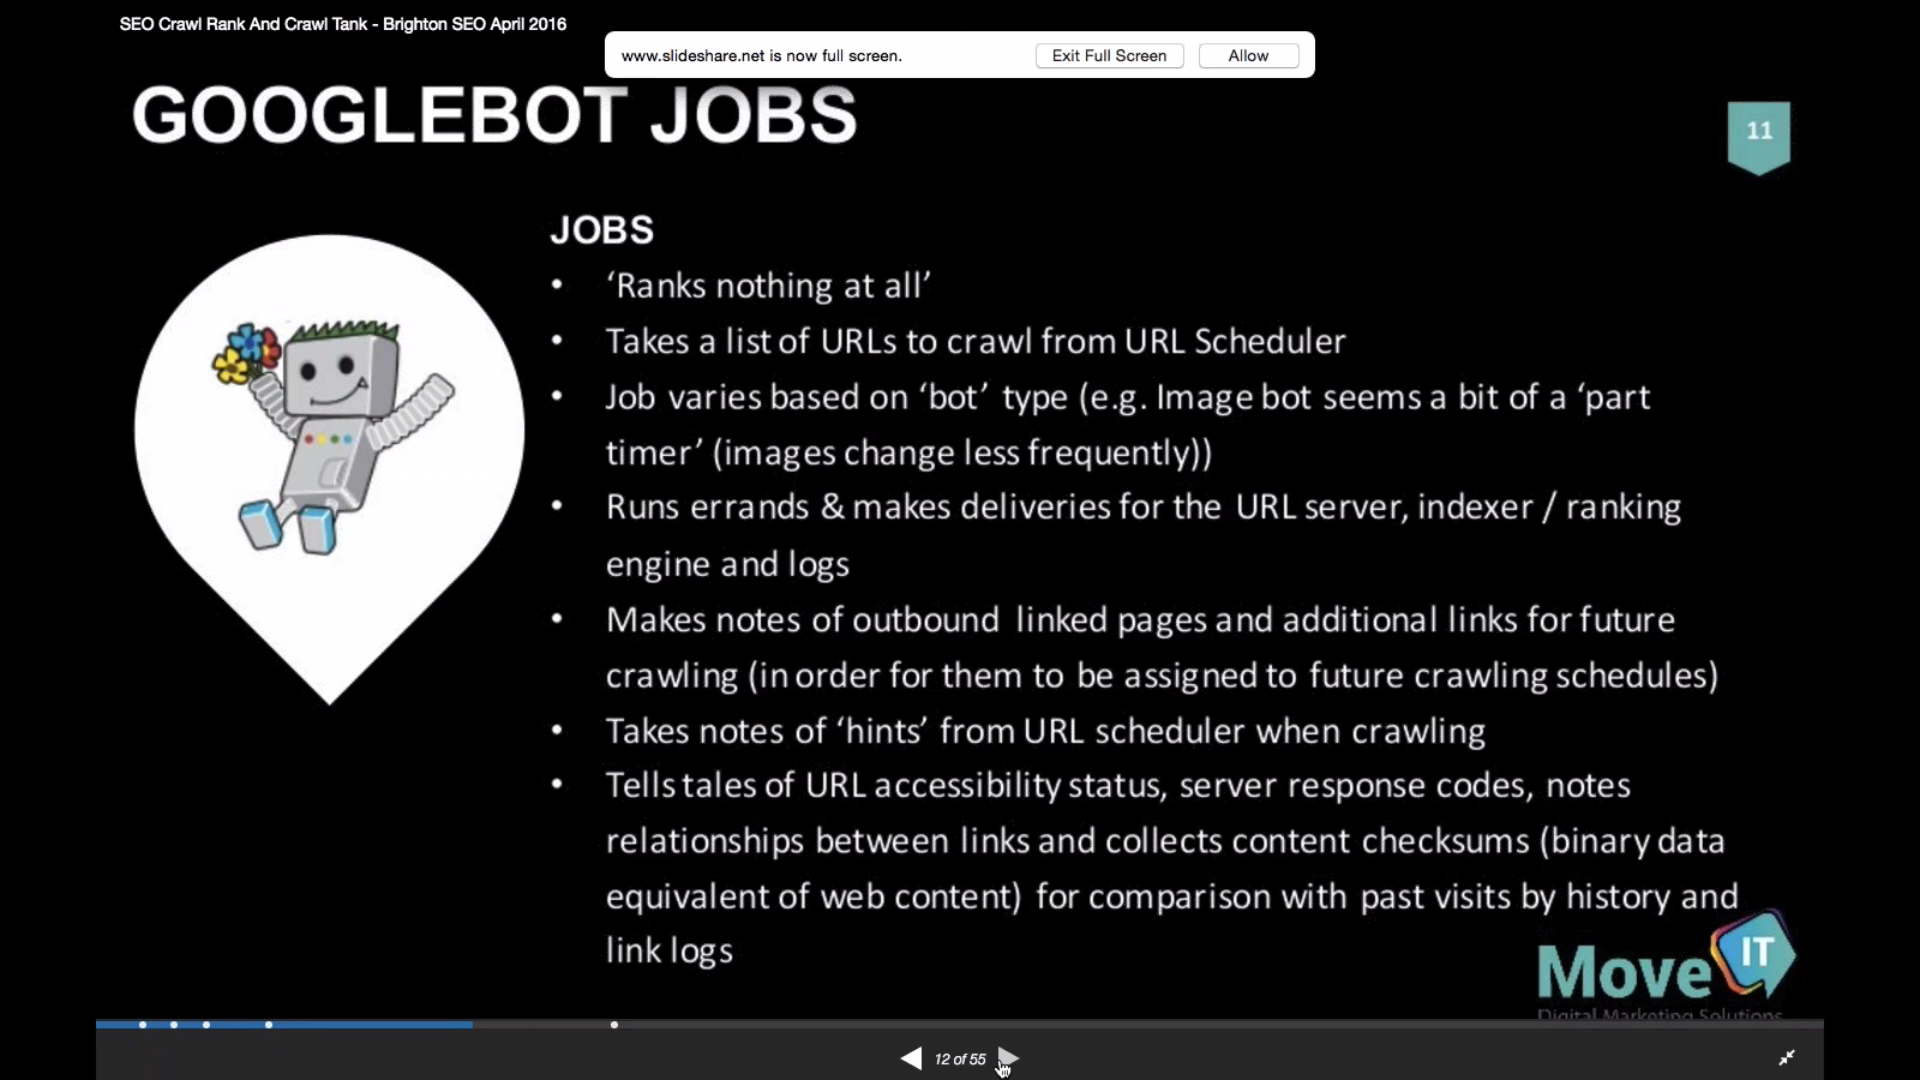 SEO Crawl Rank And Crawl Tank - Brighton SEO April 2016
www.slideshare.net is now full screen.
Exit Full Screen
Allow
GOOGLEBOT JOBS
11
JOBS
• ‘Ranks nothing at all’
• Takes a list of URLs to crawl from URL Scheduler
• Job varies based on ‘bot’ type (e.g. Image bot seems a bit of a ‘part
timer’ (images change less frequently))
• Runs errands & makes deliveries for the URL server, indexer / ranking
engine and logs
• Makes notes of outbound linked pages and additional links for future
crawling (in order for them to be assigned to future crawling schedules)
• Takes notes of ‘hints’ from URL scheduler when crawling
• Tells tales of URL accessibility status, server response codes, notes
relationships between links and collects content checksums (binary data
equivalent of web content) for comparison with past visits by history and
link logs
Move IT
Digital Marketing Solutions
12 of 55